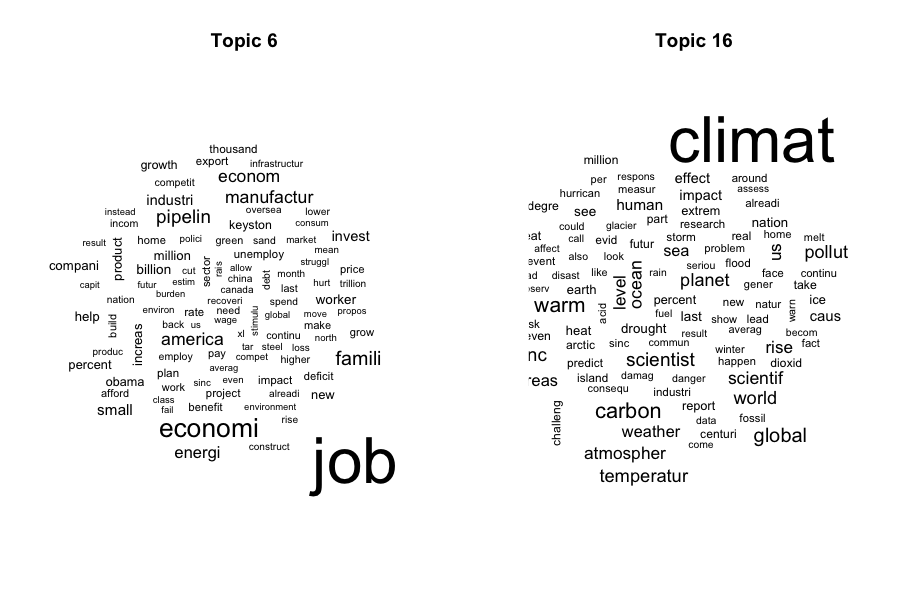 Topic 6
thousand
growth export infrastructur
competit econom
industri manufactur
instead pipelin oversea lower
incom keyston consum
result product home polici green sand market invest
compani million sector rais unemploy struggl
billion cut allow debt month price
capit futur estim china canada last hurt trillion
nation burden recoveri spend worker
help build environ rate need stimulu global move propos
back us wage make
increas america xl continu north grow
produc employ pay tar steel loss mean
percent compet higher famili
averag
obama plan sinc even impact deficit
afford work project alreadi new
small class benefit environment
fail rise
economi
energi construct
job
Topic 16
climat
million
per respons effect around
hurrican measur impact assess
degre see human extrem alreadi
could glacier part research nation
eat call evid futur storm real home melt
affect also look sea problem us pollut
event like level ocean rain seriou flood face continu
ad disast planet gener take
oserv earth
warm acid percent new natur warn ice
sk fuel last show lead caus
even heat drought result averag becom
arctic sinc commun winter rise fact
nc predict scientist happen dioxid
reas island damag danger scientif
consequ industri world
challeng carbon report fossil
data
weather centuri global
atmospher come
temperatur